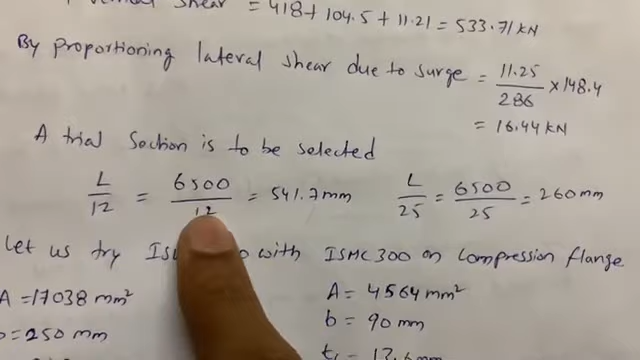 vertical shear = 418 + 104.5 + 11.21 = 533.71 kN
By proportioning lateral shear due to surge = 11.25/286 × 148.4
= 16.44 kN
A trial Section is to be selected
L/12 = 6500/12 = 541.7 mm L/25 = 6500/25 = 260 mm
Let us try with ISMC 300 on Compression flange
A = 17038 mm² A = 4564 mm²
b = 250 mm b = 90 mm
= 13.6 mm